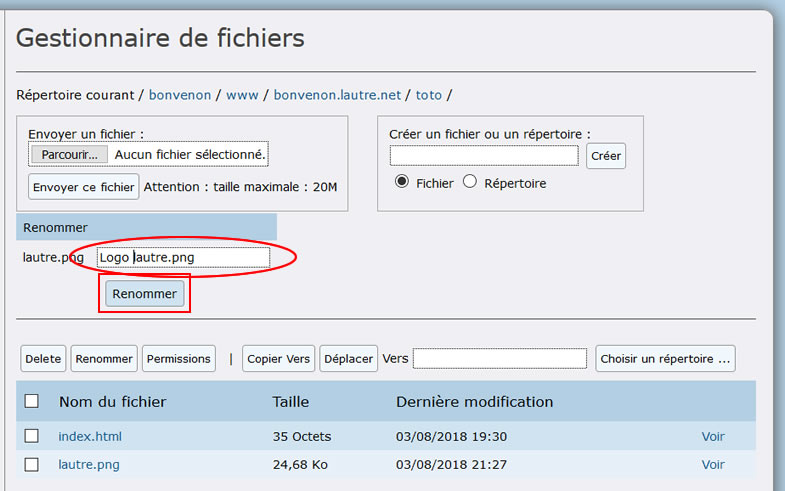 Gestionnaire de fichiers
Répertoire courant / bonvenon / www / bonvenon.lautre.net / toto /
Envoyer un fichier :
Parcourir... Aucun fichier sélectionné.
Envoyer ce fichier Attention : taille maximale : 20M
Créer un fichier ou un répertoire :
Créer
Fichier Répertoire
Renommer
lautre.png Logo lautre.png
Renommer
Delete Renommer Permissions | Copier Vers Déplacer Vers Choisir un répertoire ...
Nom du fichier Taille Dernière modification
index.html 35 Octets 03/08/2018 19:30 Voir
lautre.png 24,68 Ko 03/08/2018 21:27 Voir